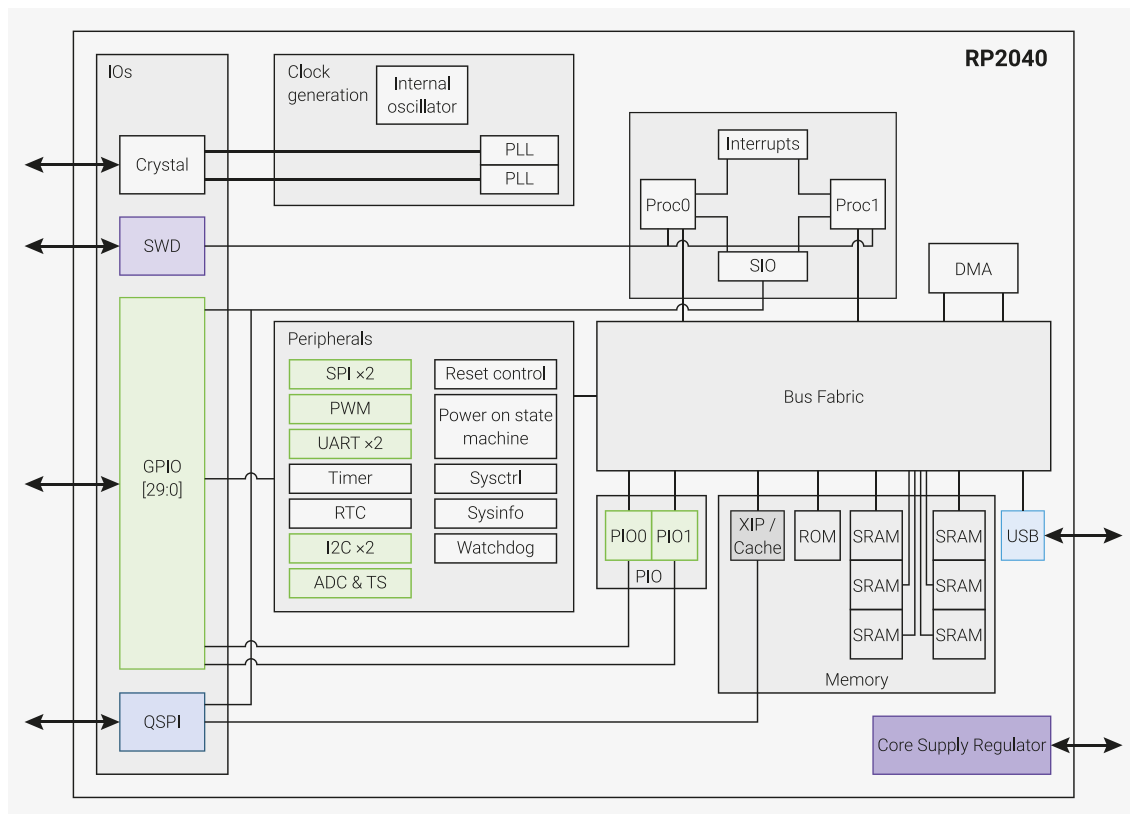 RP2040
IOs
Clock
generation
Internal
oscillator
Crystal
PLL
PLL
Interrupts
Proc0
Proc1
SWD
SIO
DMA
Peripherals
SPI ×2
PWM
UART ×2
Timer
RTC
I2C ×2
ADC & TS
Reset control
Power on state
machine
Sysctrl
Sysinfo
Watchdog
Bus Fabric
GPIO
[29:0]
PIO0
PIO1
PIO
XIP /
Cache
ROM
SRAM
SRAM
SRAM
SRAM
SRAM
SRAM
Memory
USB
QSPI
Core Supply Regulator